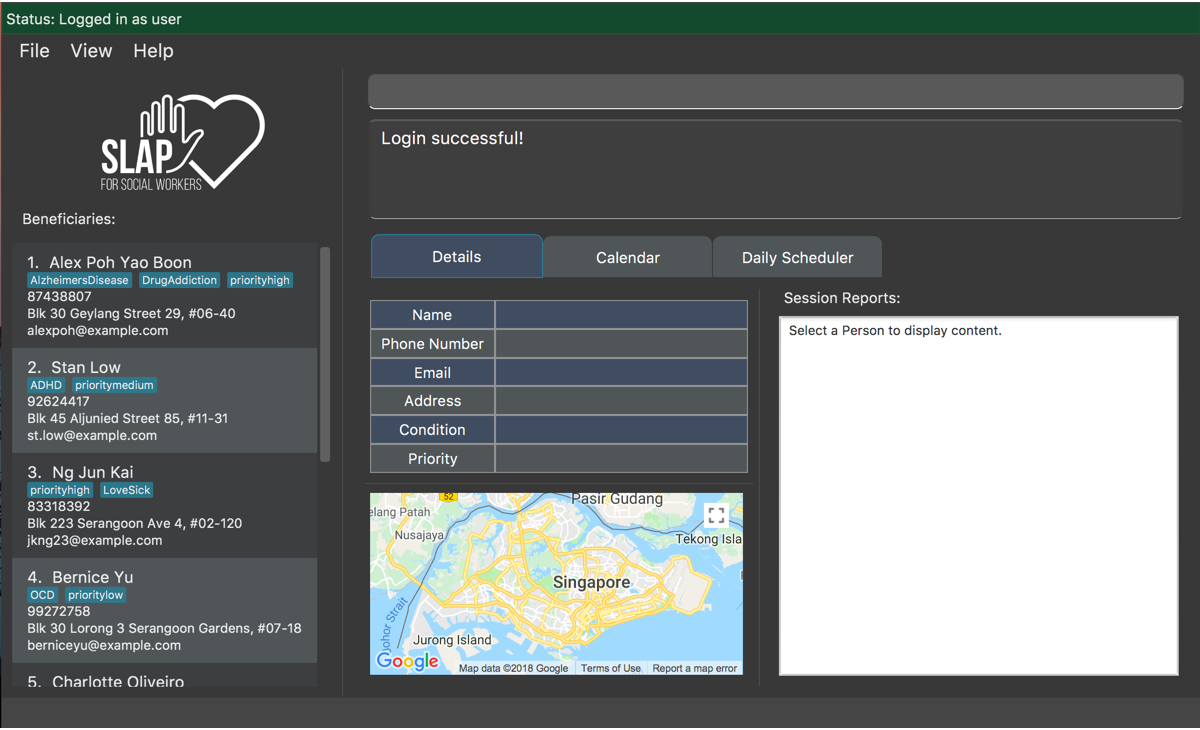 Status: Logged in as user
File View Help
SLAP
FOR SOCIAL WORKERS
Beneficiaries:
1. Alex Poh Yao Boon
AlzheimersDisease DrugAddiction priorityhigh
87438807
Blk 30 Geylang Street 29, #06-40
alexpoh@example.com
2. Stan Low
ADHD prioritymedium
92624417
Blk 45 Aljunied Street 85, #11-31
st.low@example.com
3. Ng Jun Kai
priorityhigh LoveSick
83318392
Blk 223 Serangoon Ave 4, #02-120
jkng23@example.com
4. Bernice Yu
OCD prioritylow
99272758
Blk 30 Lorong 3 Serangoon Gardens, #07-18
berniceyu@example.com
5. Charlotte Oliveiro
Login successful!
Details Calendar Daily Scheduler
Name
Phone Number
Email
Address
Condition
Priority
52
Pasir Gudang
elang Patah
Nusajaya
Tekong Isla
Singapore
ohor Strait
Jurong Island
Google
Map data ©2018 Google Terms of Use Report a map error
Session Reports:
Select a Person to display content.